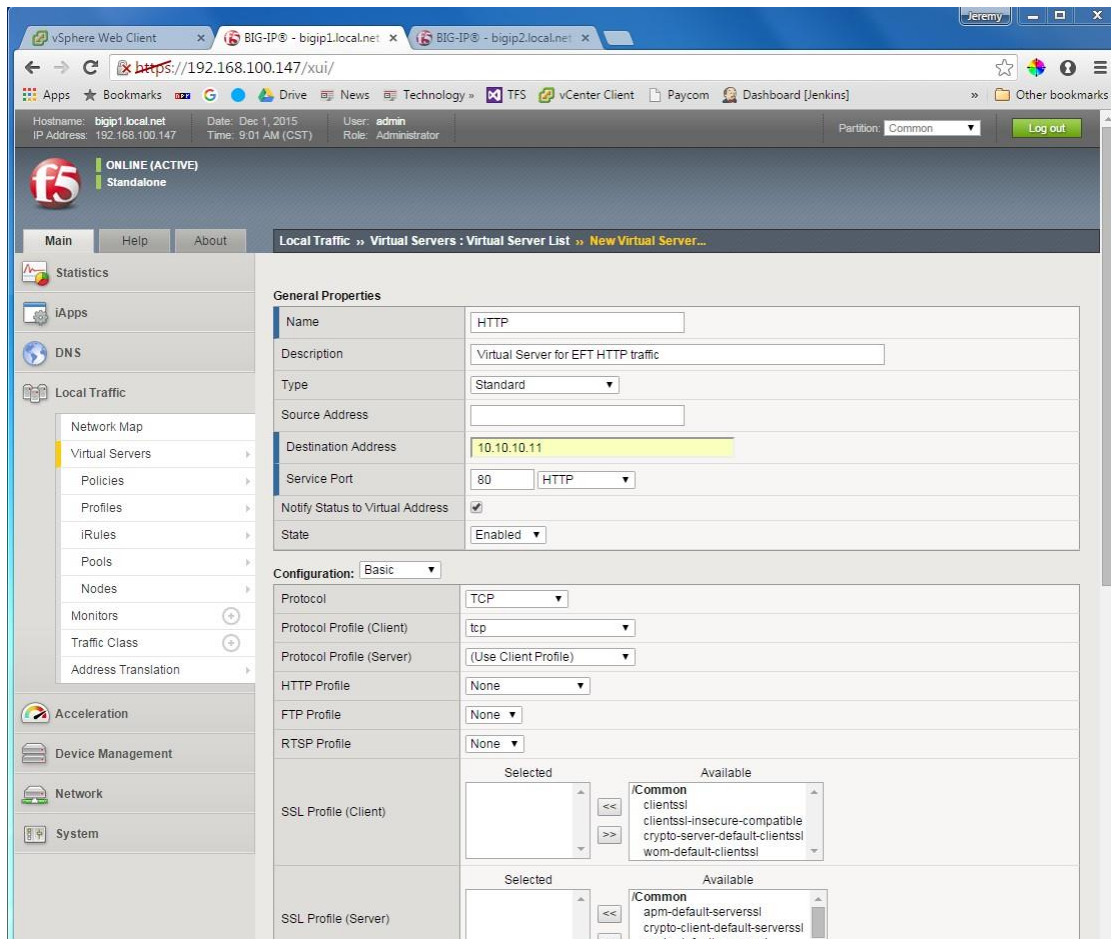 Jeremy
vSphere Web Client
BIG-IP® - bigip1.local.net
BIG-IP® - bigip2.local.net
https://192.168.100.147/xui/
Apps Bookmarks G Drive News Technology » TFS vCenter Client Paycom Dashboard [Jenkins] » Other bookmarks
Hostname: bigip1.local.net Date: Dec 1, 2015 User: admin
IP Address: 192.168.100.147 Time: 9:01 AM (CST) Role: Administrator
Partition: Common Log out
f5
ONLINE (ACTIVE)
Standalone
Main Help About
Local Traffic ›› Virtual Servers : Virtual Server List ›› New Virtual Server...
Statistics
iApps
DNS
Local Traffic
Network Map
Virtual Servers
Policies
Profiles
iRules
Pools
Nodes
Monitors
Traffic Class
Address Translation
Acceleration
Device Management
Network
System
General Properties
Name HTTP
Description Virtual Server for EFT HTTP traffic
Type Standard
Source Address
Destination Address 10.10.10.11
Service Port 80 HTTP
Notify Status to Virtual Address
State Enabled
Configuration: Basic
Protocol TCP
Protocol Profile (Client) tcp
Protocol Profile (Server) (Use Client Profile)
HTTP Profile None
FTP Profile None
RTSP Profile None
SSL Profile (Client)
Selected Available
<<
>>
/Common
clientssl
clientssl-insecure-compatible
crypto-server-default-clientssl
wom-default-clientssl
SSL Profile (Server)
Selected Available
<<
/Common
apm-default-serverssl
crypto-client-default-serverssl